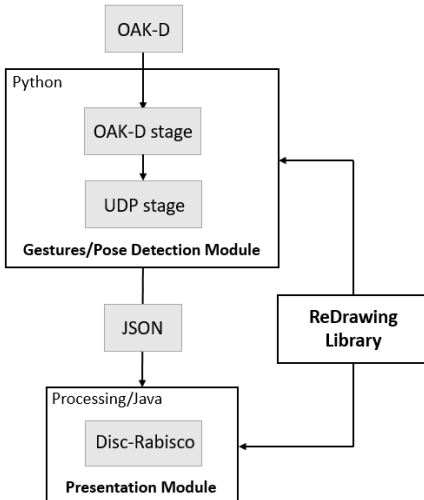 OAK-D
Python
OAK-D stage
UDP stage
Gestures/Pose Detection Module
JSON
ReDrawing
Library
Processing/Java
Disc-Rabisco
Presentation Module